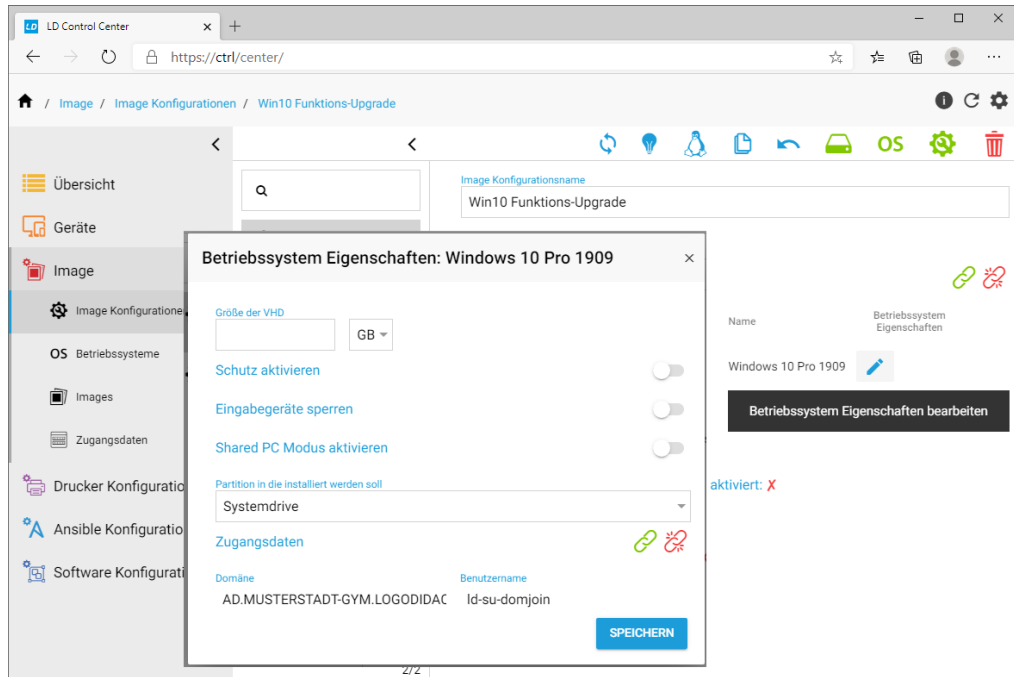 LD Control Center
https://ctrl/center/
/ Image / Image Konfigurationen / Win10 Funktions-Upgrade
OS
Übersicht
Geräte
Image
Image Konfiguratione
OS Betriebssysteme
Images
Zugangsdaten
Drucker Konfiguratio
Ansible Konfiguratio
Software Konfigurati
Image Konfigurationsname
Win10 Funktions-Upgrade
Betriebssystem Eigenschaften: Windows 10 Pro 1909
Größe der VHD
GB
Schutz aktivieren
Eingabegeräte sperren
Shared PC Modus aktivieren
Partition in die installiert werden soll
Systemdrive
Zugangsdaten
Domäne
Benutzername
AD.MUSTERSTADT-GYM.LOGODIDAC
ld-su-domjoin
SPEICHERN
Name
Betriebssystem
Eigenschaften
Windows 10 Pro 1909
Betriebssystem Eigenschaften bearbeiten
aktiviert: ✗
2/2